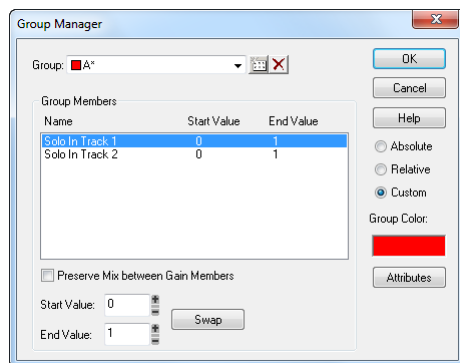 Group Manager
Group: A*
OK
Cancel
Help
Group Members
Name Start Value End Value
Solo In Track 1 0 1
Solo In Track 2 0 1
Absolute
Relative
Custom
Group Color:
Attributes
Preserve Mix between Gain Members
Start Value: 0
End Value: 1
Swap